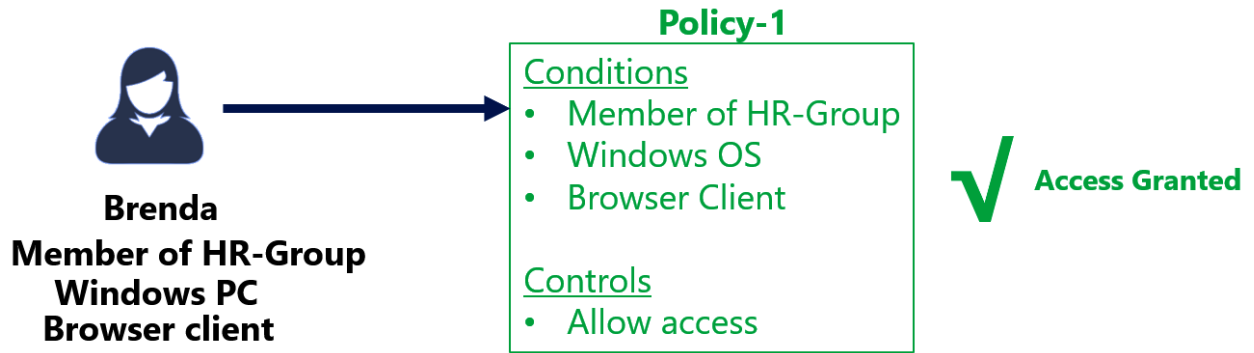 Policy-1
Conditions
• Member of HR-Group
• Windows OS
• Browser Client
Controls
• Allow access
Brenda
Member of HR-Group
Windows PC
Browser client
√ Access Granted